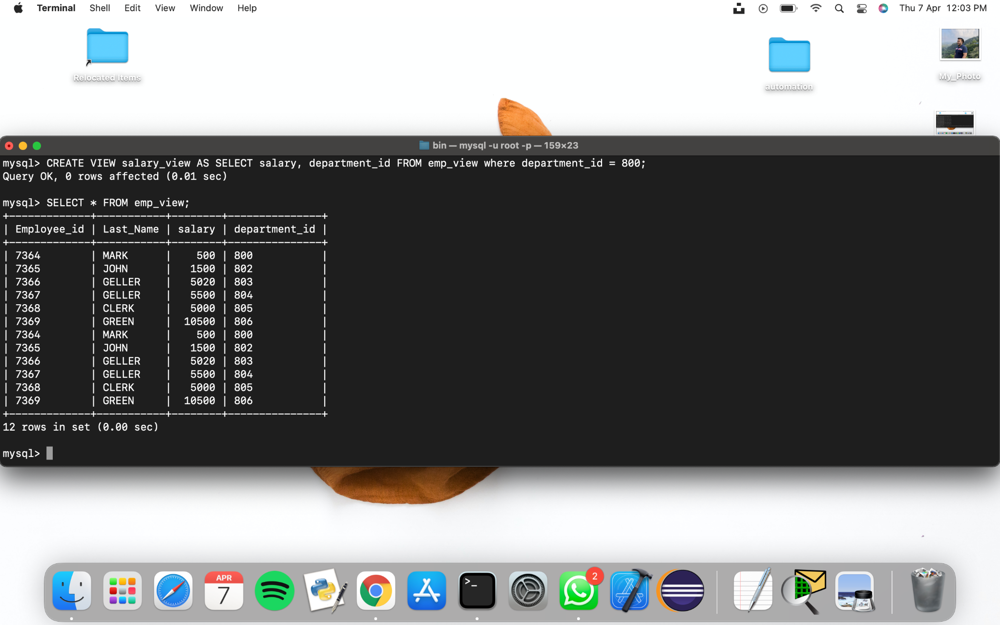 Terminal Shell Edit View Window Help Thu 7 Apr 12:03 PM
Relocated Items
automation
My_Photo
bin — mysql -u root -p — 159×23
mysql> CREATE VIEW salary_view AS SELECT salary, department_id FROM emp_view where department_id = 800;
Query OK, 0 rows affected (0.01 sec)
mysql> SELECT * FROM emp_view;
+-------------+-----------+--------+---------------+
| Employee_id | Last_Name | salary | department_id |
+-------------+-----------+--------+---------------+
| 7364        | MARK      |    500 | 800           |
| 7365        | JOHN      |   1500 | 802           |
| 7366        | GELLER    |   5020 | 803           |
| 7367        | GELLER    |   5500 | 804           |
| 7368        | CLERK     |   5000 | 805           |
| 7369        | GREEN     |  10500 | 806           |
| 7364        | MARK      |    500 | 800           |
| 7365        | JOHN      |   1500 | 802           |
| 7366        | GELLER    |   5020 | 803           |
| 7367        | GELLER    |   5500 | 804           |
| 7368        | CLERK     |   5000 | 805           |
| 7369        | GREEN     |  10500 | 806           |
+-------------+-----------+--------+---------------+
12 rows in set (0.00 sec)
mysql>
APR
7
>_
2